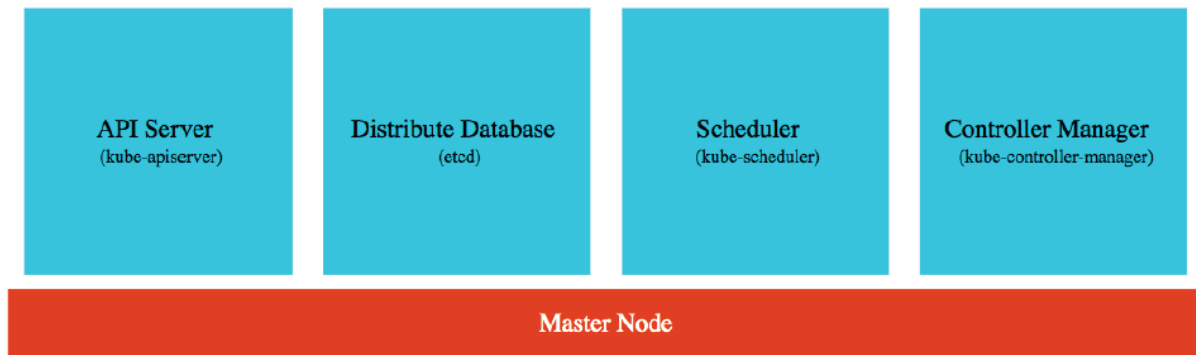 API Server
(kube-apiserver)
Distribute Database
(etcd)
Scheduler
(kube-scheduler)
Controller Manager
(kube-controller-manager)
Master Node